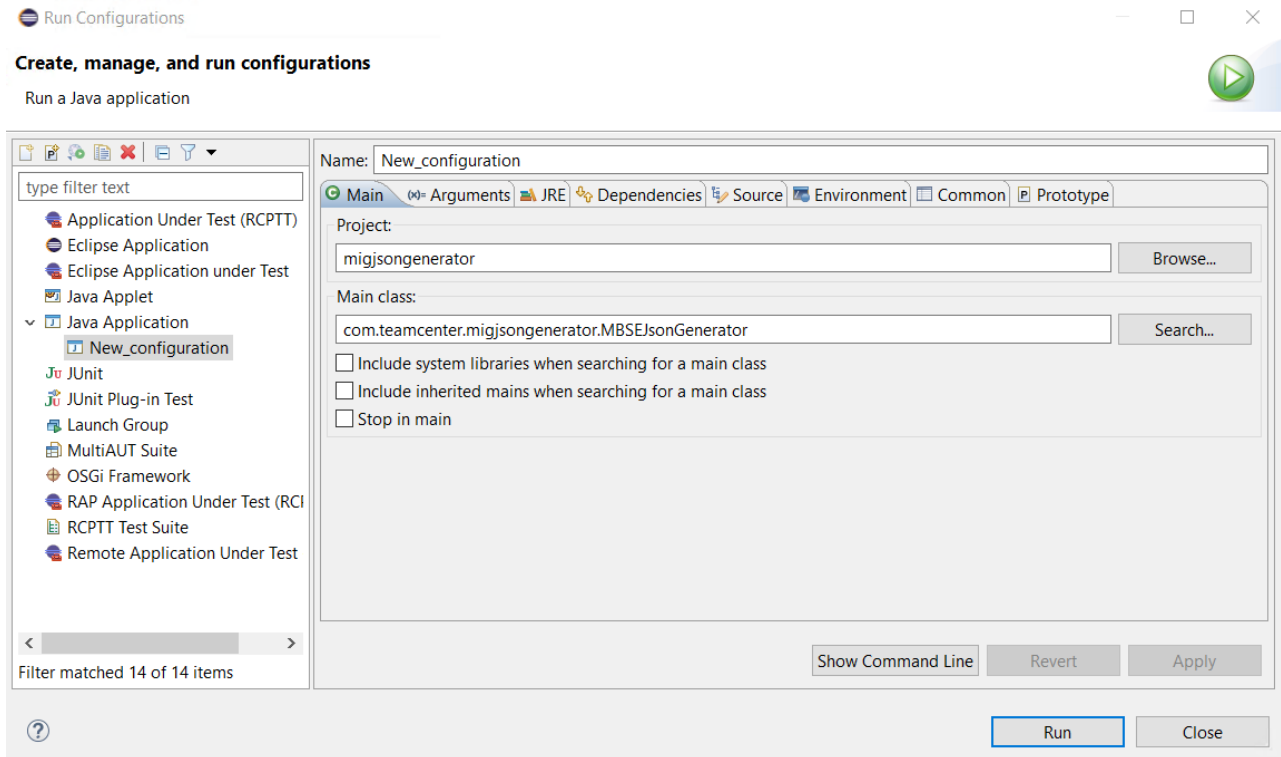 Run Configurations
Create, manage, and run configurations
Run a Java application
type filter text
Application Under Test (RCPTT)
Eclipse Application
Eclipse Application under Test
Java Applet
Java Application
New_configuration
JUnit
JUnit Plug-in Test
Launch Group
MultiAUT Suite
OSGi Framework
RAP Application Under Test (RCI
RCPTT Test Suite
Remote Application Under Test
Filter matched 14 of 14 items
Name: New_configuration
Main (x)= Arguments JRE Dependencies Source Environment Common Prototype
Project:
migjsongenerator Browse...
Main class:
com.teamcenter.migjsongenerator.MBSEJsonGenerator Search...
Include system libraries when searching for a main class
Include inherited mains when searching for a main class
Stop in main
Show Command Line Revert Apply
Run Close